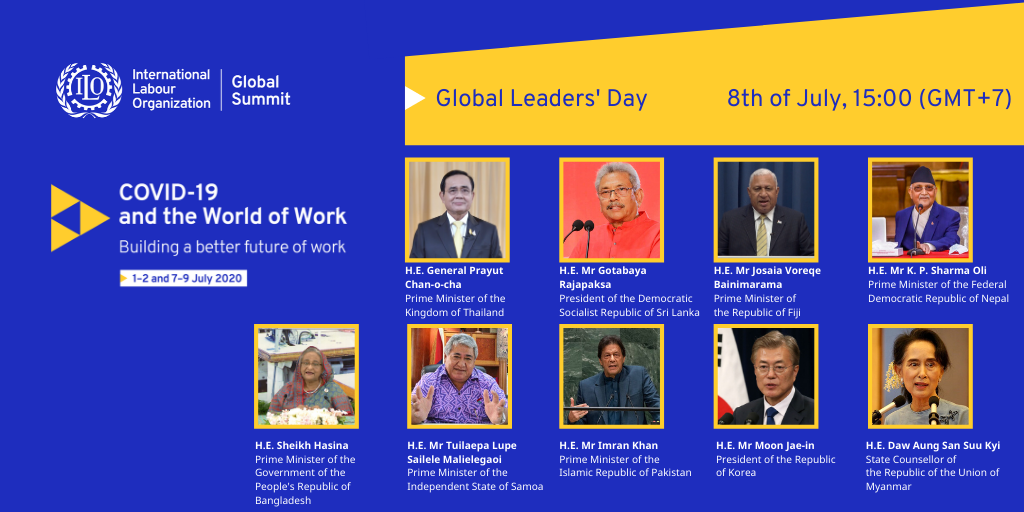 ILO
International
Labour
Organization
Global
Summit
Global Leaders' Day
8th of July, 15:00 (GMT+7)
COVID-19
and the World of Work
Building a better future of work
1–2 and 7–9 July 2020
H.E. General Prayut
Chan-o-cha
Prime Minister of the
Kingdom of Thailand
H.E. Mr Gotabaya
Rajapaksa
President of the Democratic
Socialist Republic of Sri Lanka
H.E. Mr Josaia Voreqe
Bainimarama
Prime Minister of
the Republic of Fiji
H.E. Mr K. P. Sharma Oli
Prime Minister of the Federal
Democratic Republic of Nepal
H.E. Sheikh Hasina
Prime Minister of the
Government of the
People's Republic of
Bangladesh
H.E. Mr Tuilaepa Lupe
Sailele Malielegaoi
Prime Minister of the
Independent State of Samoa
H.E. Mr Imran Khan
Prime Minister of the
Islamic Republic of Pakistan
H.E. Mr Moon Jae-in
President of the Republic
of Korea
H.E. Daw Aung San Suu Kyi
State Counsellor of
the Republic of the Union of
Myanmar